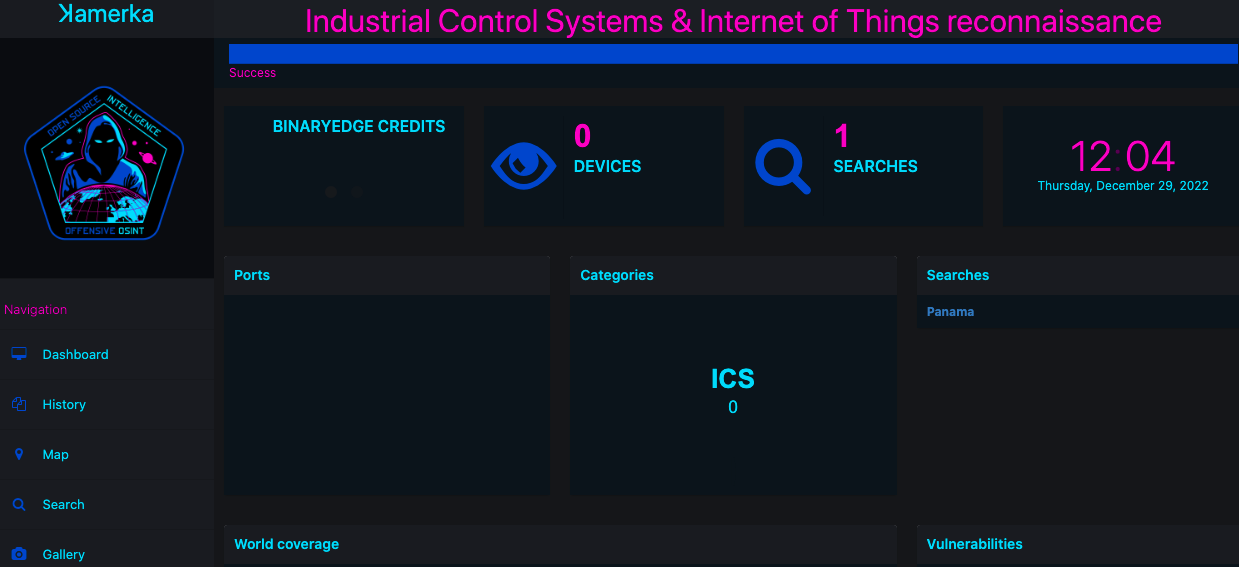 Kamerka
Industrial Control Systems & Internet of Things reconnaissance
Success
OPEN SOURCE INTELLIGENCE
OFFENSIVE OSINT
BINARYEDGE CREDITS
0
DEVICES
1
SEARCHES
12:04
Thursday, December 29, 2022
Navigation
Dashboard
History
Map
Search
Gallery
Ports
Categories
ICS
0
Searches
Panama
World coverage
Vulnerabilities